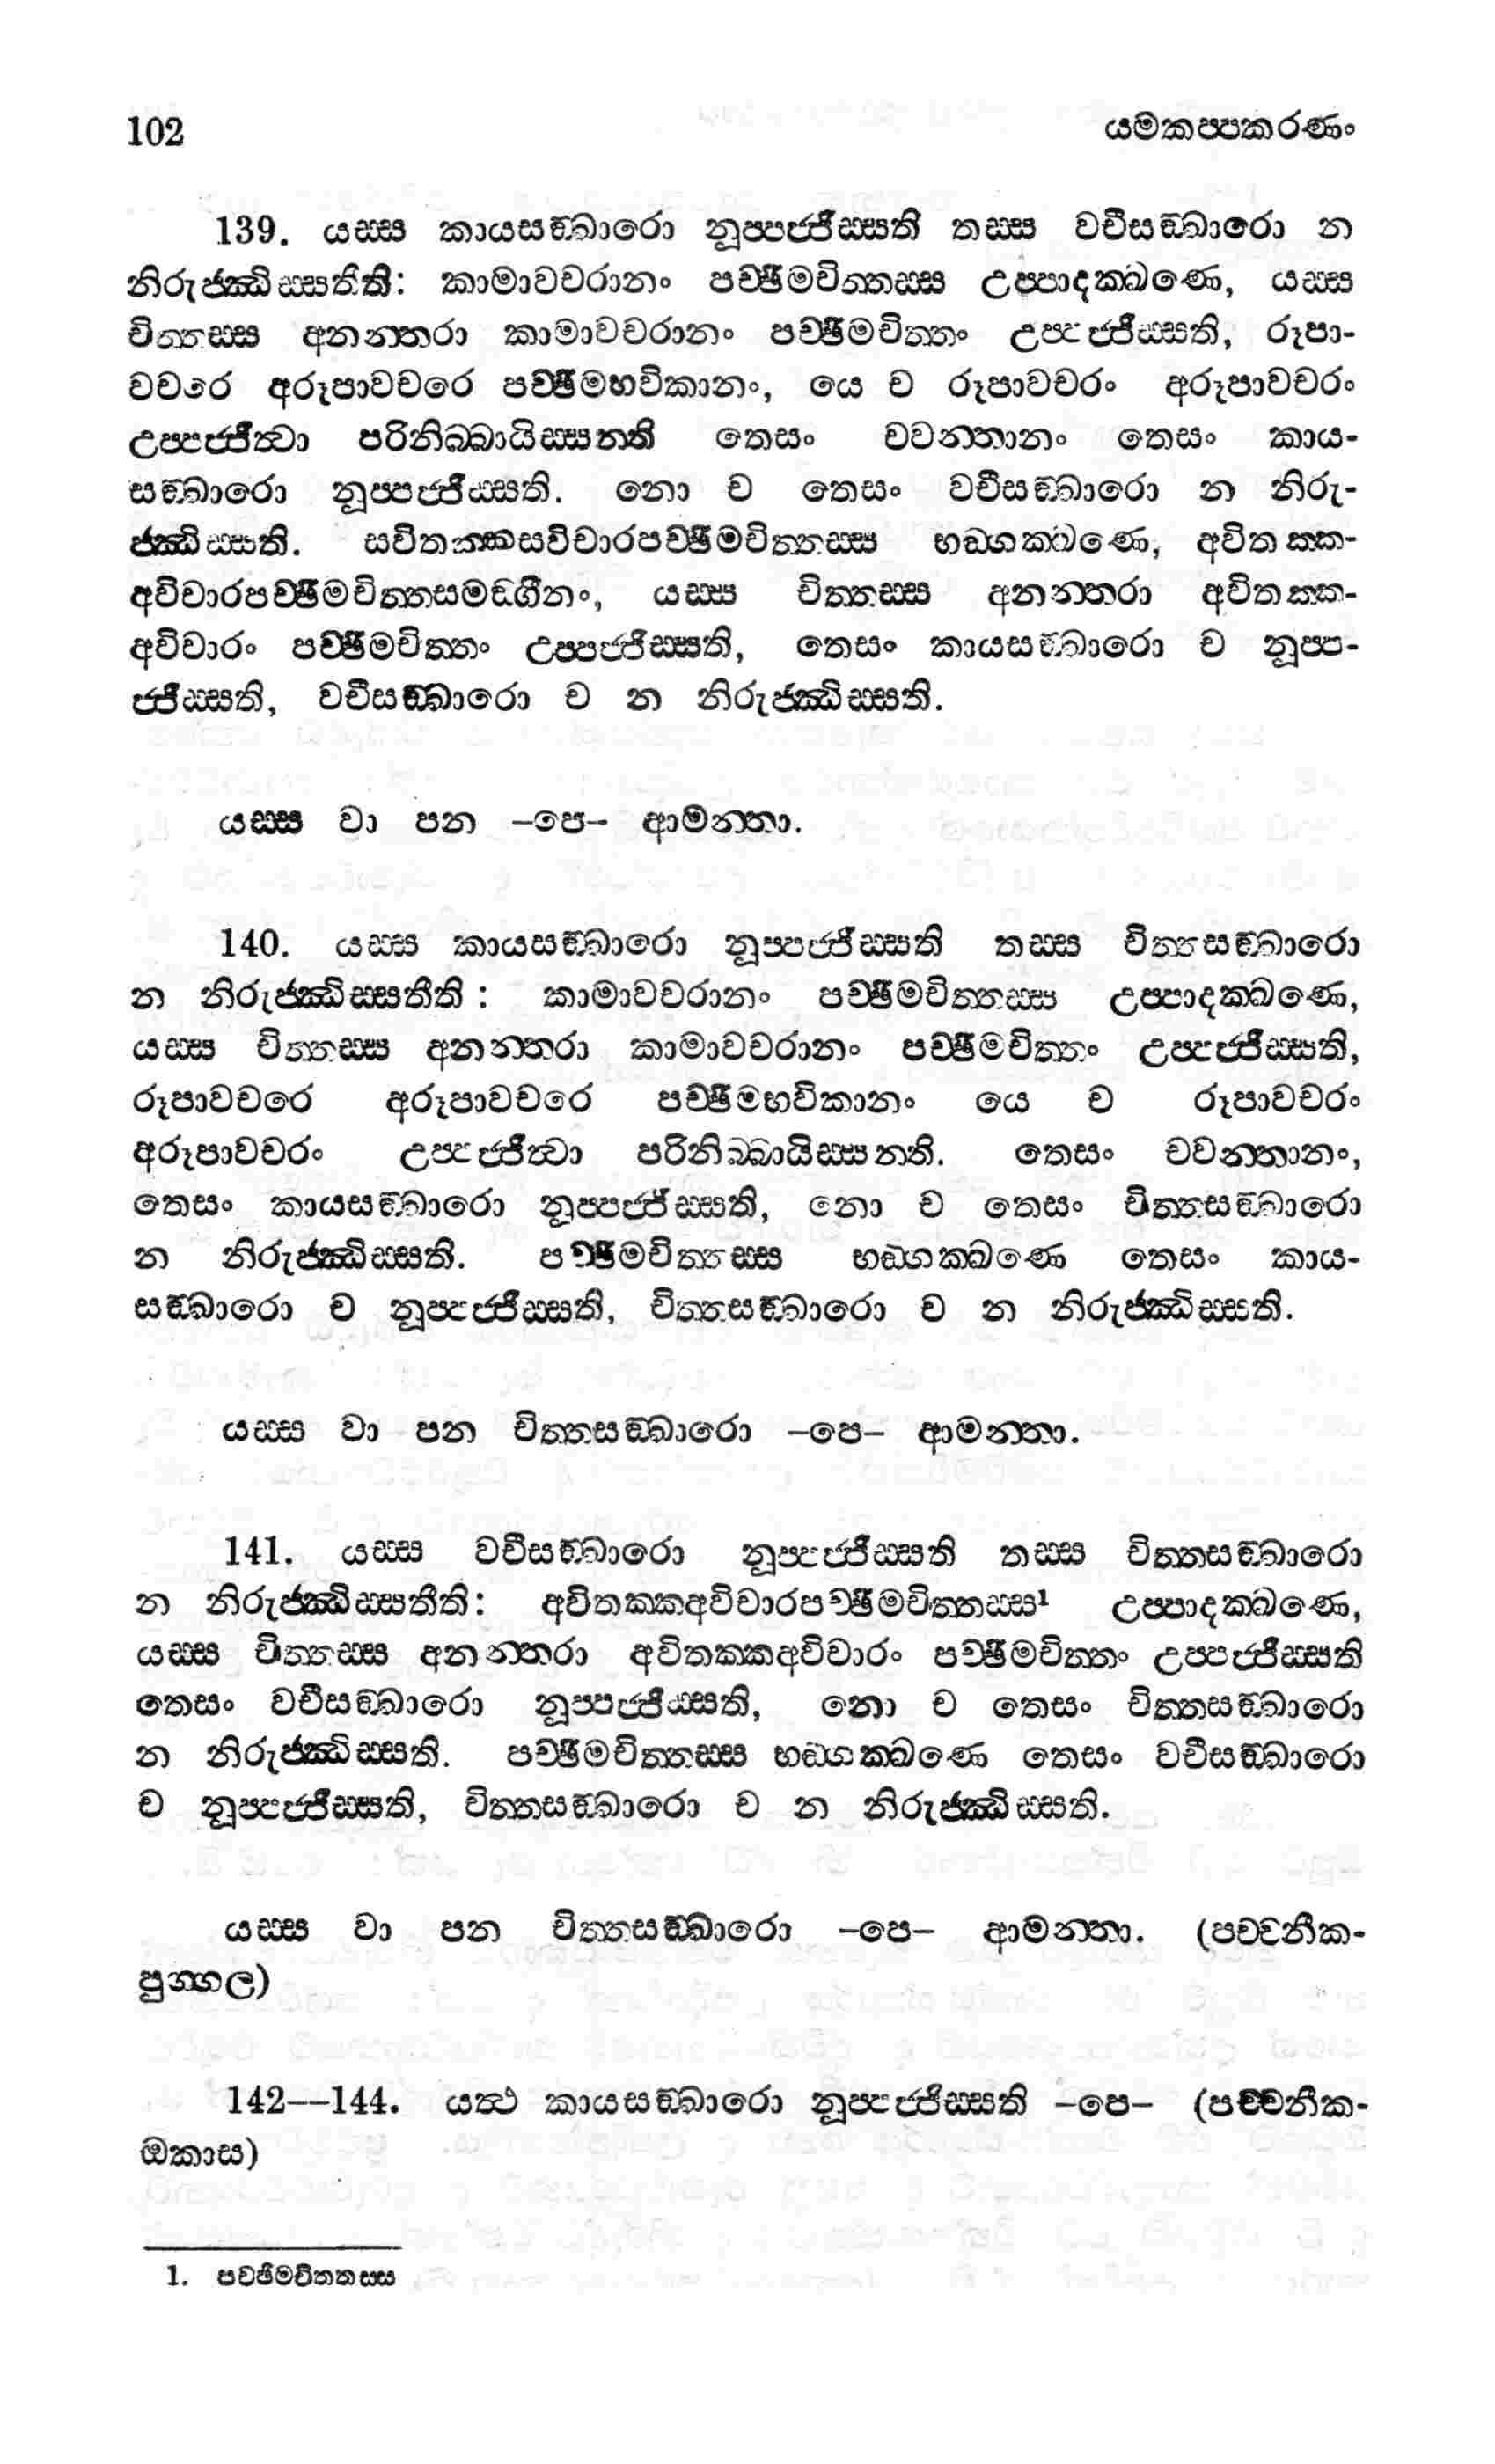 102 යමකප්පකරණං
139. යස්ස කායසඞ්ඛාරො නූප්පජ්ජිස්සති තස්ස වචීසඞ්ඛාරො න
නිරුජ්ඣිස්සතීති: කාමාවචරානං පච්ඡිමචිත්තස්ස උප්පාදක්ඛණෙ, යස්ස
චිත්තස්ස අනන්තරා කාමාවචරානං පච්ඡිමචිත්තං උප්පජ්ජිස්සති, රූපා-
වචරෙ අරූපාවචරෙ පච්ඡිමභවිකානං, යෙ ච රූපාවචරං අරූපාවචරං
උප්පජ්ජිත්වා පරිනිබ්බායිස්සන්ති තෙසං චවන්තානං තෙසං කාය-
සඞ්ඛාරො නූප්පජ්ජිස්සති. නො ච තෙසං වචීසඞ්ඛාරො න නිරු-
ජ්ඣිස්සති. සවිතක්කසවිචාරපච්ඡිමචිත්තස්ස භඞ්ගක්ඛණෙ, අවිතක්ක-
අවිචාරපච්ඡිමචිත්තසමඞ්ගීනං, යස්ස චිත්තස්ස අනන්තරා අවිතක්ක-
අවිචාරං පච්ඡිමචිත්තං උප්පජ්ජිස්සති, තෙසං කායසඞ්ඛාරො ච නූප්ප-
ජ්ජිස්සති, වචීසඞ්ඛාරො ච න නිරුජ්ඣිස්සති.
යස්ස වා පන –පෙ– ආමන්තා.
140. යස්ස කායසඞ්ඛාරො නූප්පජ්ජිස්සති තස්ස චිත්තසඞ්ඛාරො
න නිරුජ්ඣිස්සතීති : කාමාවචරානං පච්ඡිමචිත්තස්ස උප්පාදක්ඛණෙ,
යස්ස චිත්තස්ස අනන්තරා කාමාවචරානං පච්ඡිමචිත්තං උප්පජ්ජිස්සති,
රූපාවචරෙ අරූපාවචරෙ පච්ඡිමභවිකානං යෙ ච රූපාවචරං
අරූපාවචරං උප්පජ්ජිත්වා පරිනිබ්බායිස්සන්ති. තෙසං චවන්තානං,
තෙසං කායසඞ්ඛාරො නූප්පජ්ජිස්සති, නො ච තෙසං චිත්තසඞ්ඛාරො
න නිරුජ්ඣිස්සති. පච්ඡිමචිත්තස්ස භඞ්ගක්ඛණෙ තෙසං කාය-
සඞ්ඛාරො ච නූප්පජ්ජිස්සති, චිත්තසඞ්ඛාරො ච න නිරුජ්ඣිස්සති.
යස්ස වා පන චිත්තසඞ්ඛාරො –පෙ– ආමන්තා.
141. යස්ස වචීසඞ්ඛාරො නූප්පජ්ජිස්සති තස්ස චිත්තසඞ්ඛාරො
න නිරුජ්ඣිස්සතීති: අවිතක්කඅවිචාරපච්ඡිමචිත්තස්ස¹ උප්පාදක්ඛණෙ,
යස්ස චිත්තස්ස අනන්තරා අවිතක්කඅවිචාරං පච්ඡිමචිත්තං උප්පජ්ජිස්සති
තෙසං වචීසඞ්ඛාරො නූප්පජ්ජිස්සති, නො ච තෙසං චිත්තසඞ්ඛාරො
න නිරුජ්ඣිස්සති. පච්ඡිමචිත්තස්ස භඞ්ගක්ඛණෙ තෙසං වචීසඞ්ඛාරො
ච නූප්පජ්ජිස්සති, චිත්තසඞ්ඛාරො ච න නිරුජ්ඣිස්සති.
යස්ස වා පන චිත්තසඞ්ඛාරො –පෙ– ආමන්තා. (පච්චනීක-
පුග්ගල)
142––144. යත්ථ කායසඞ්ඛාරො නූප්පජ්ජිස්සති –පෙ– (පච්චනීක-
ඔකාස)
1. පච්ඡිමචිත්තස්ස